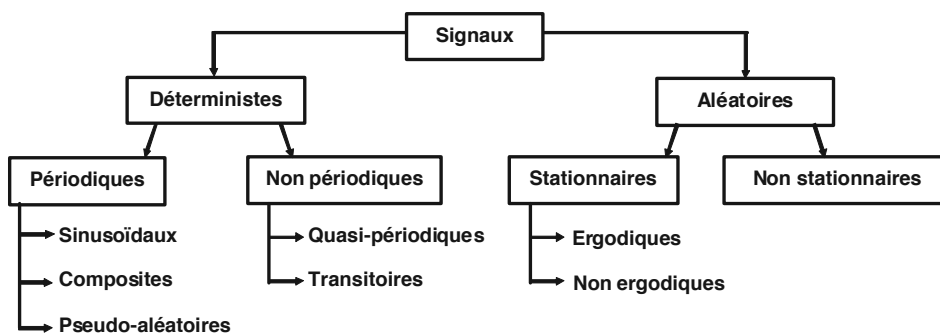 Signaux
Déterministes
Aléatoires
Périodiques
Non périodiques
Stationnaires
Non stationnaires
Sinusoïdaux
Composites
Pseudo-aléatoires
Quasi-périodiques
Transitoires
Ergodiques
Non ergodiques